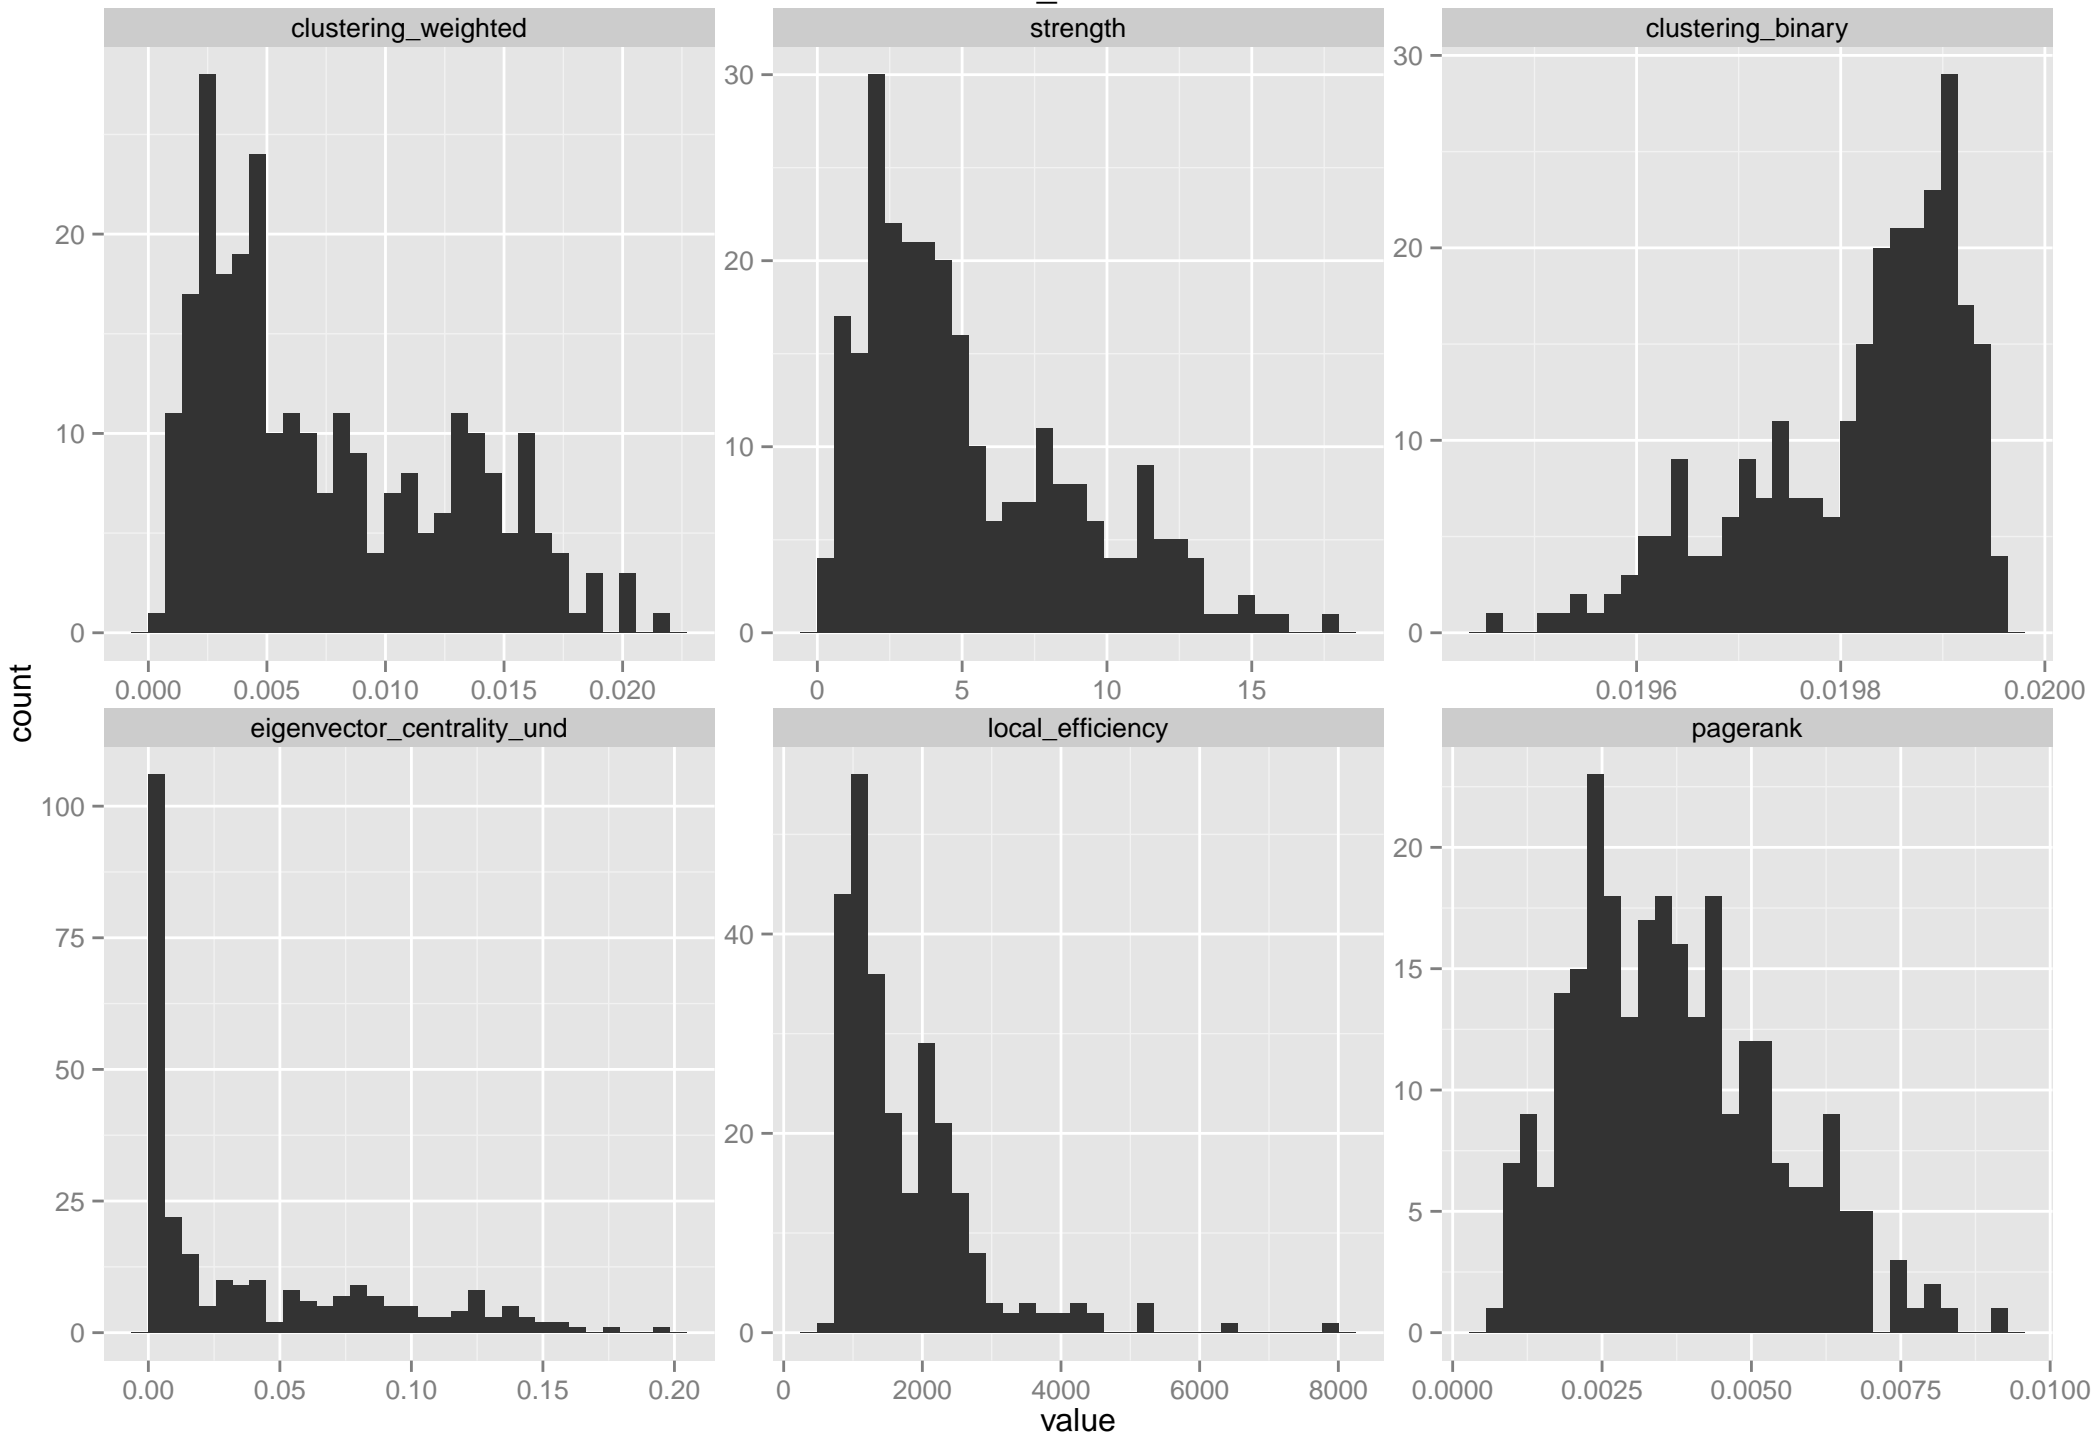 clustering_weighted
strength
clustering_binary
30
20
10
0
30
20
10
0
20
10
0
0.000 0.005 0.010 0.015 0.020
0 5 10 15
0.0196 0.0198 0.0200
count
eigenvector_centrality_und
local_efficiency
pagerank
100
75
50
25
0
40
20
0
20
15
10
5
0
0.00 0.05 0.10 0.15 0.20
0 2000 4000 6000 8000
0.0000 0.0025 0.0050 0.0075 0.0100
value